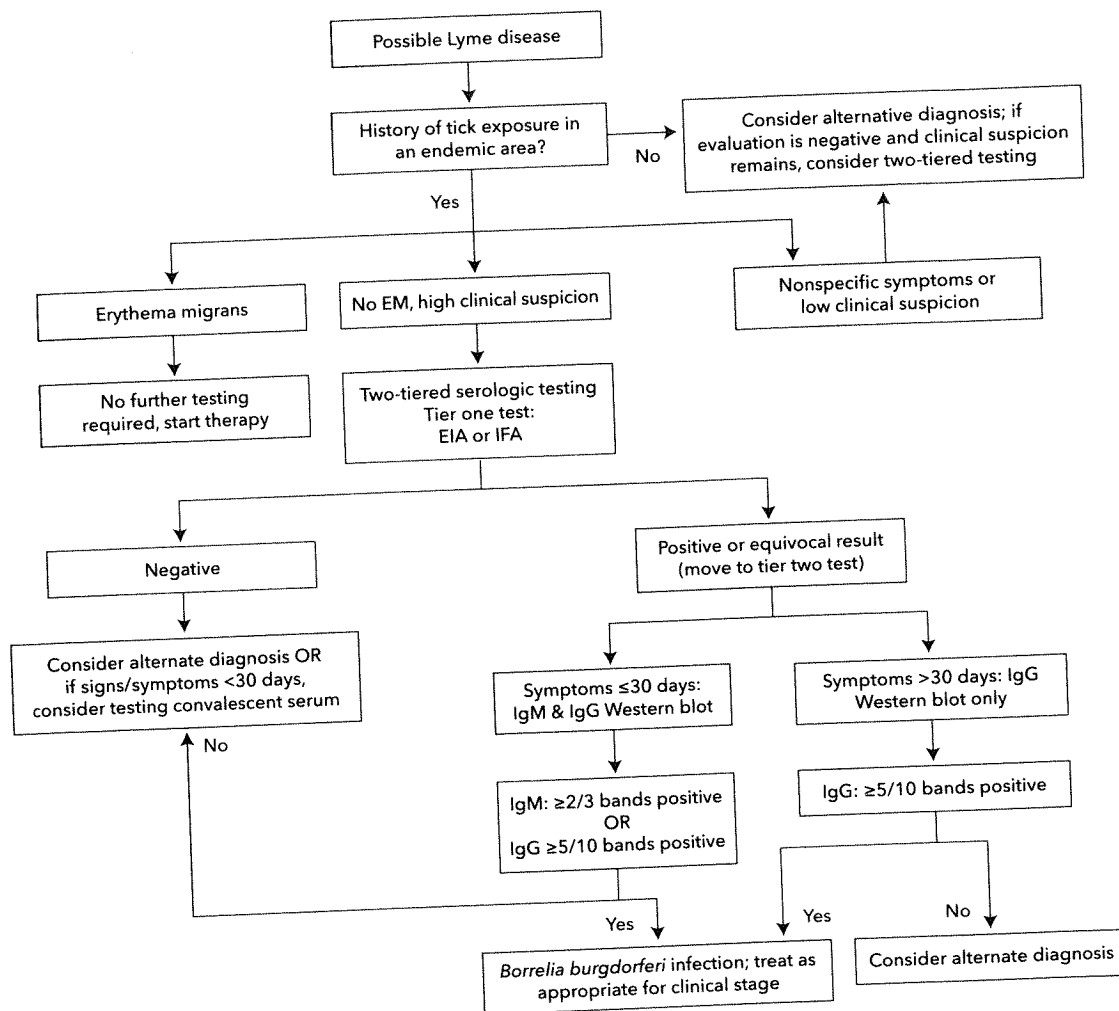 Possible Lyme disease
History of tick exposure in
an endemic area?
No
Consider alternative diagnosis; if
evaluation is negative and clinical suspicion
remains, consider two-tiered testing
Yes
Erythema migrans
No EM, high clinical suspicion
Nonspecific symptoms or
low clinical suspicion
No further testing
required, start therapy
Two-tiered serologic testing
Tier one test:
EIA or IFA
Negative
Positive or equivocal result
(move to tier two test)
Consider alternate diagnosis OR
if signs/symptoms <30 days,
consider testing convalescent serum
Symptoms ≤30 days:
IgM & IgG Western blot
Symptoms >30 days: IgG
Western blot only
No
IgM: ≥2/3 bands positive
OR
IgG ≥5/10 bands positive
IgG: ≥5/10 bands positive
Yes
Yes
No
Borrelia burgdorferi infection; treat as
appropriate for clinical stage
Consider alternate diagnosis